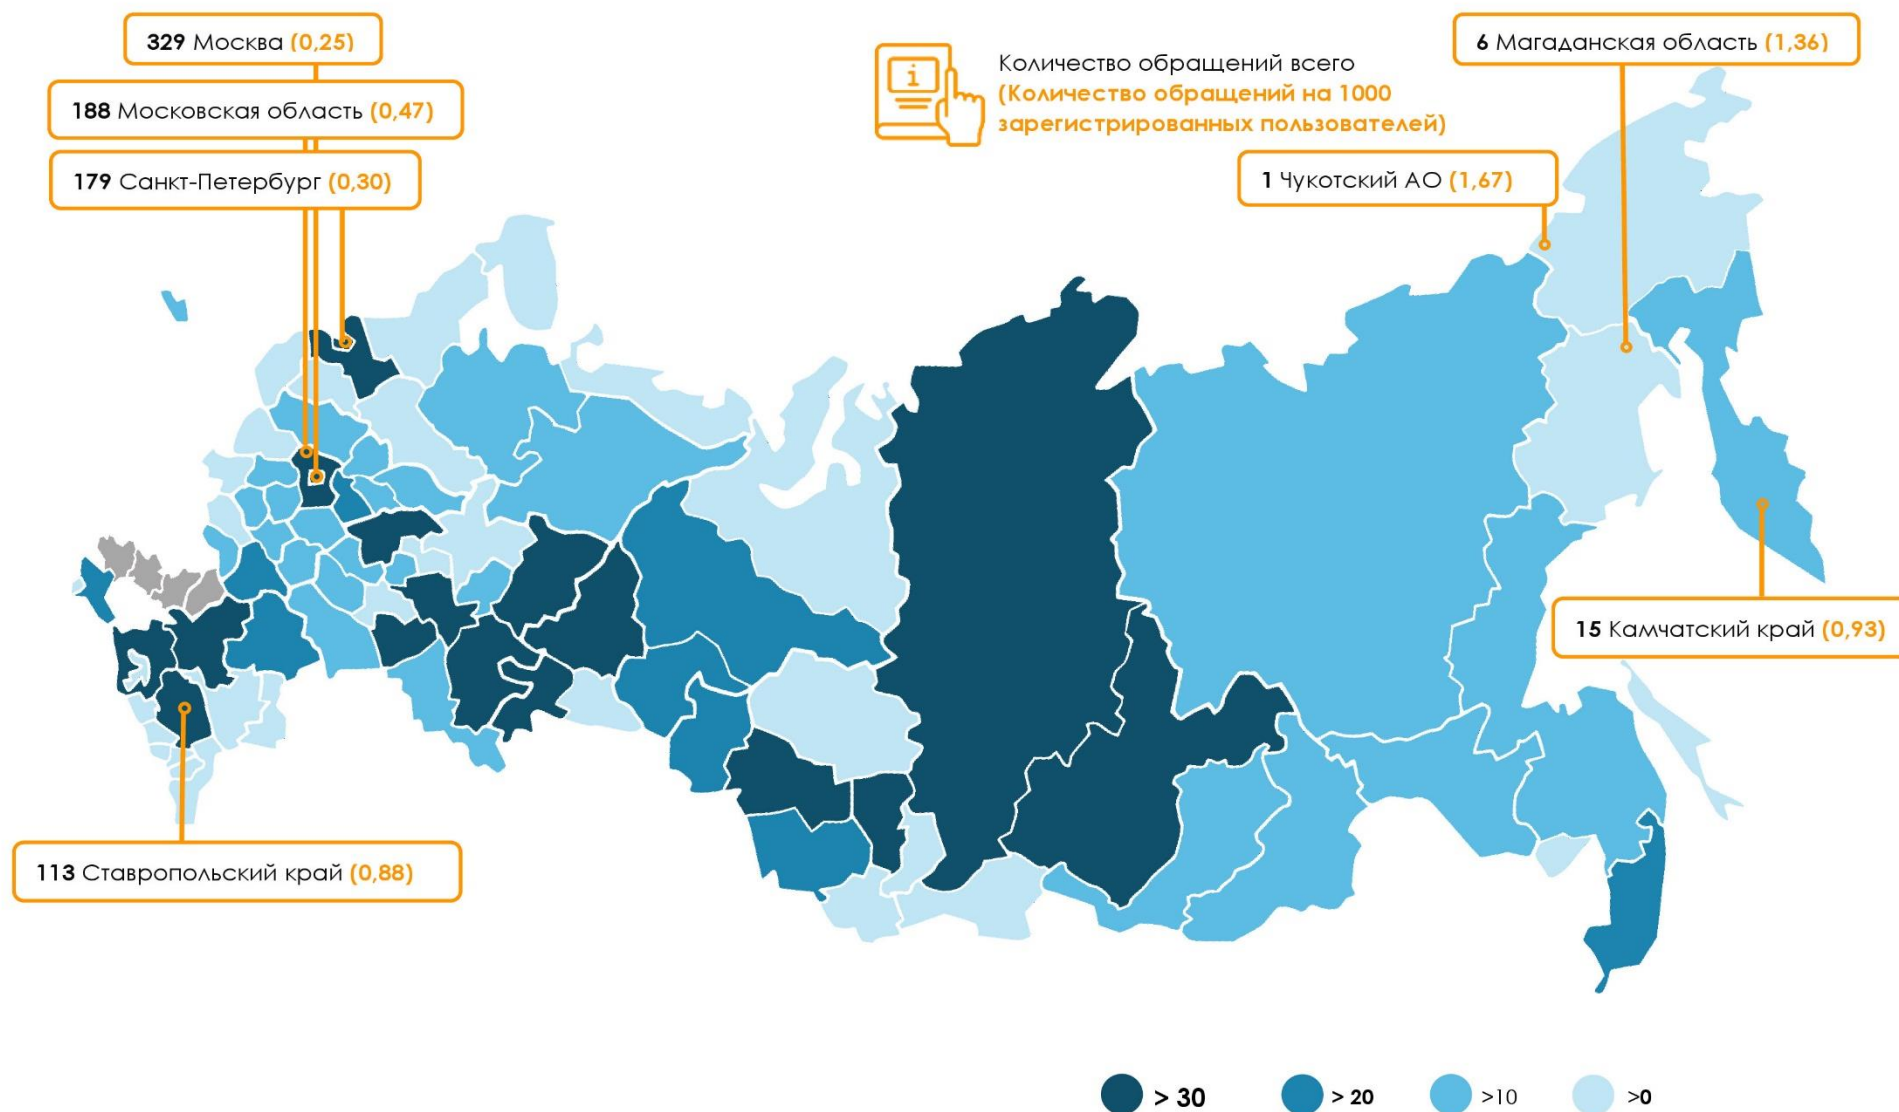 329 Москва (0,25)
188 Московская область (0,47)
179 Санкт-Петербург (0,30)
i
Количество обращений всего
(Количество обращений на 1000
зарегистрированных пользователей)
6 Магаданская область (1,36)
1 Чукотский АО (1,67)
15 Камчатский край (0,93)
113 Ставропольский край (0,88)
> 30
> 20
>10
>0